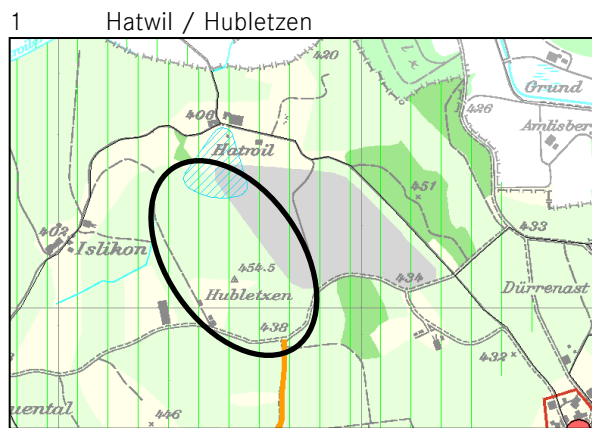 1 Hatwil / Hubletzen
420
Grund
426
406
Amlisberg
Hatwil
451
433
402
Islikon
454.5
434
Hubletzen
Dürrenast
438
432
446